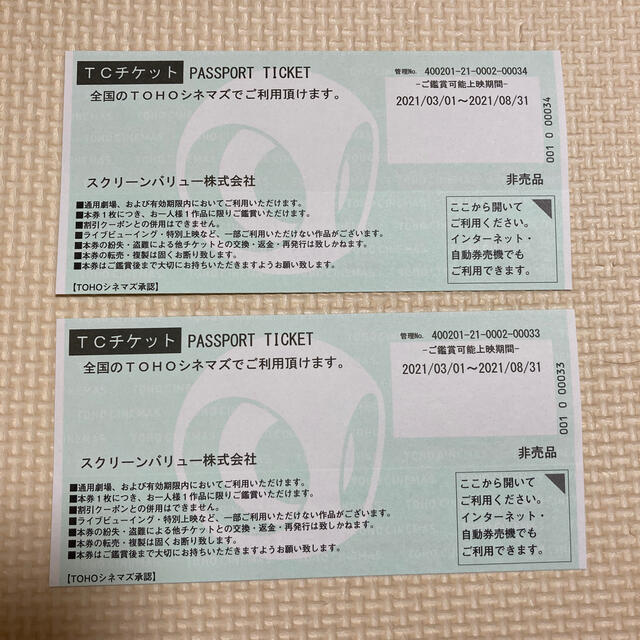 TCチケット PASSPORT TICKET
全国のTOHOシネマズでご利用頂けます。
管理No. 400201-21-0002-00034
-ご鑑賞可能上映期間-
2021/03/01～2021/08/31
001 0 00034
スクリーンバリュー株式会社
非売品
■通用劇場、および有効期限内においてご利用いただけます。
■本券1枚につき、お一人様1作品に限りご鑑賞いただけます。
■割引クーポンとの併用はできません。
■ライブビューイング・特別上映など、一部ご利用いただけない作品がございます。
■本券の紛失・盗難による他チケットとの交換・返金・再発行は致しかねます。
■本券の転売・複製は固くお断り致します。
■本券はご鑑賞後まで大切にお持ちいただきますようお願い致します。
ここから開いて
ご利用ください。
インターネット・
自動券売機でも
ご利用できます。
【TOHOシネマズ承認】
TCチケット PASSPORT TICKET
全国のTOHOシネマズでご利用頂けます。
管理No. 400201-21-0002-00033
-ご鑑賞可能上映期間-
2021/03/01～2021/08/31
001 0 00033
スクリーンバリュー株式会社
非売品
■通用劇場、および有効期限内においてご利用いただけます。
■本券1枚につき、お一人様1作品に限りご鑑賞いただけます。
■割引クーポンとの併用はできません。
■ライブビューイング・特別上映など、一部ご利用いただけない作品がございます。
■本券の紛失・盗難による他チケットとの交換・返金・再発行は致しかねます。
■本券の転売・複製は固くお断り致します。
■本券はご鑑賞後まで大切にお持ちいただきますようお願い致します。
ここから開いて
ご利用ください。
インターネット・
自動券売機でも
ご利用できます。
【TOHOシネマズ承認】